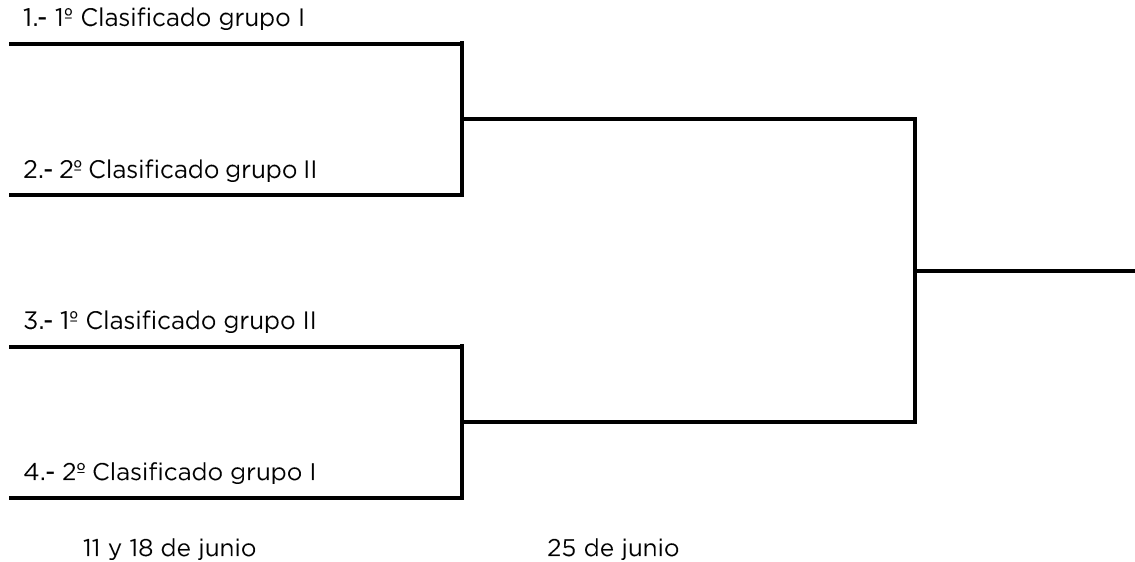 1.- 1º Clasificado grupo I
2.- 2º Clasificado grupo II
3.- 1º Clasificado grupo II
4.- 2º Clasificado grupo I
11 y 18 de junio
25 de junio